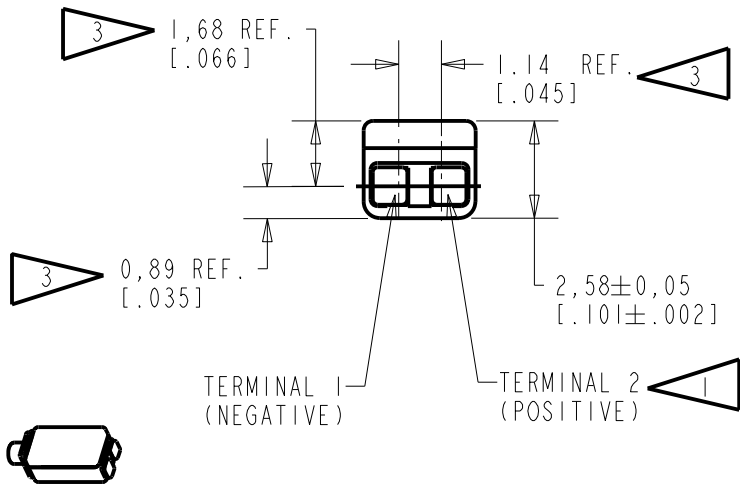 3
1,68 REF.
[.066]
1.14 REF.
[.045]
3
3
0,89 REF.
[.035]
2,58±0,05
[.101±.002]
TERMINAL 1
(NEGATIVE)
TERMINAL 2
(POSITIVE)
1